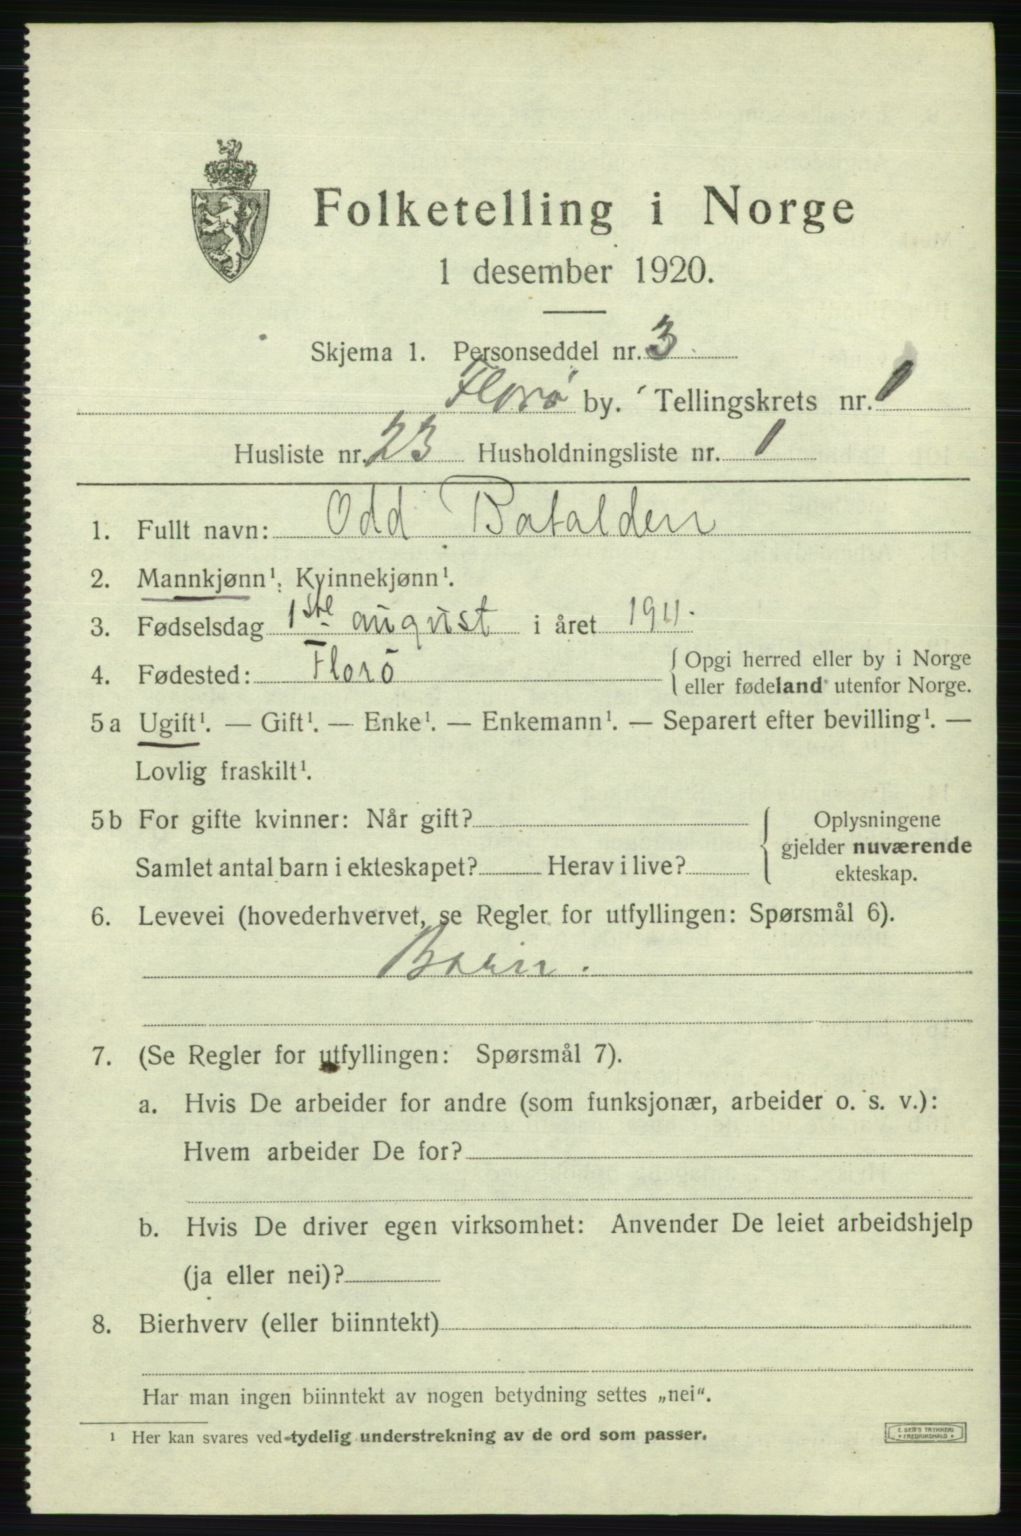 Folketelling i Norge
1 desember 1920.
Skjema 1. Personseddel nr. 3
Florø by. Tellingskrets nr. 1
Husliste nr. 23 Husholdningsliste nr. 1
1. Fullt navn: Odd Batalden
2. Mannkjønn¹. Kvinnekjønn¹.
3. Fødselsdag 1ste august i året 1911.
4. Fødested: Florö { Opgi herred eller by i Norge
eller fødeland utenfor Norge.
5a Ugift¹. — Gift¹. — Enke¹. — Enkemann¹. — Separert efter bevilling¹. —
Lovlig fraskilt¹.
5b For gifte kvinner: Når gift? { Oplysningene
gjelder nuværende
Samlet antal barn i ekteskapet? Herav i live? ekteskap.
6. Levevei (hovederhvervet, se Regler for utfyllingen: Spørsmål 6).
Barn.
7. (Se Regler for utfyllingen: Spørsmål 7).
a. Hvis De arbeider for andre (som funksjonær, arbeider o. s. v.):
Hvem arbeider De for?
b. Hvis De driver egen virksomhet: Anvender De leiet arbeidshjelp
(ja eller nei)?
8. Bierhverv (eller biinntekt)
Har man ingen biinntekt av nogen betydning settes „nei".
¹ Her kan svares ved tydelig understrekning av de ord som passer.
FREDRIKSHALD